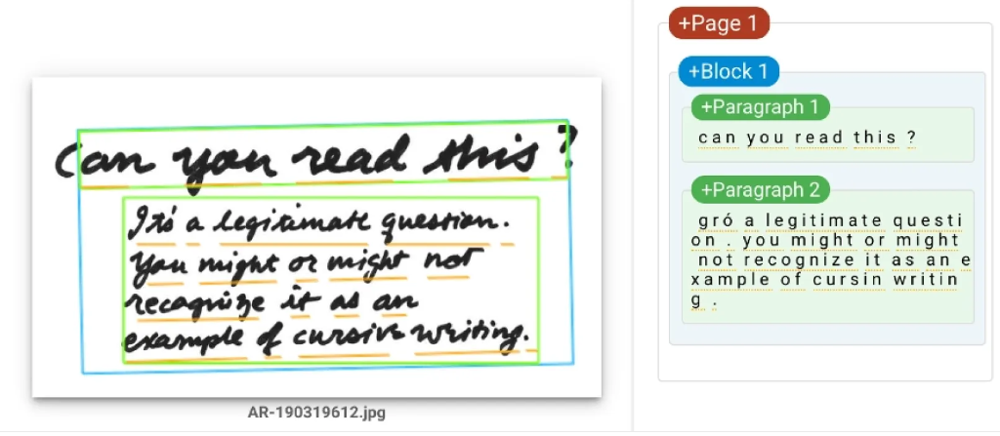 Can you read this?
It's a legitimate question.
You might or might not
recognize it as an
example of cursive writing.
AR-190319612.jpg
+Page 1
+Block 1
+Paragraph 1
can you read this ?
+Paragraph 2
gró a legitimate questi
on . you might or might
not recognize it as an e
xample of cursin writin
g .